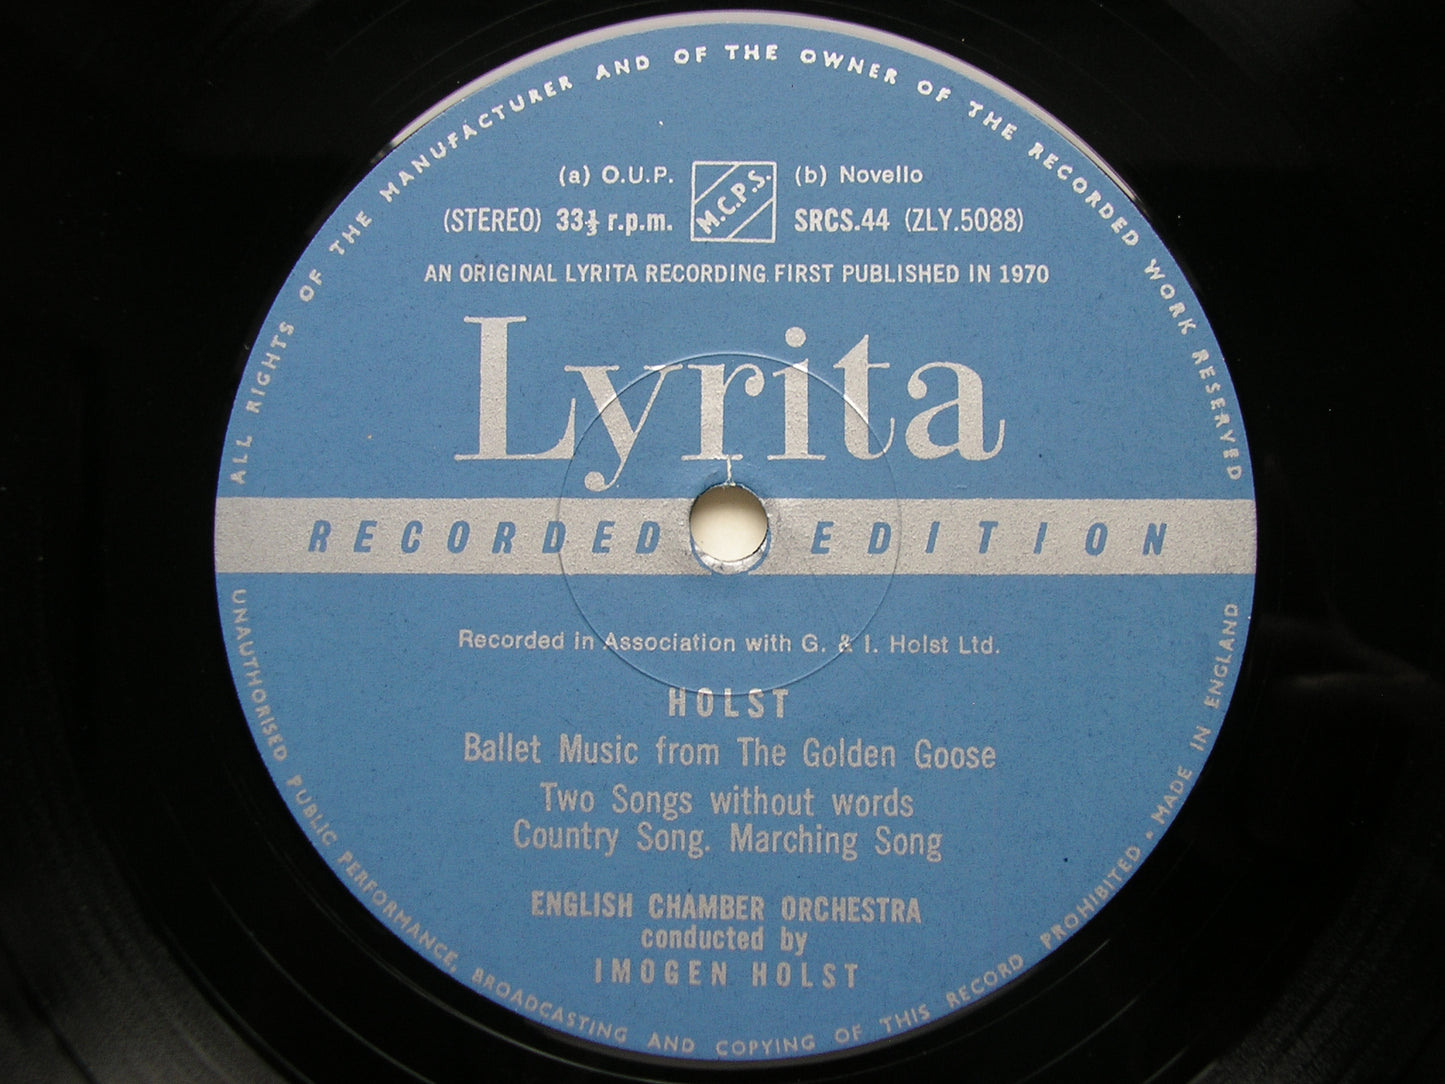 ALL RIGHTS OF THE MANUFACTURER AND OF THE OWNER OF THE RECORDED WORK RESERVED
(a) O.U.P. M.C.P.S. (b) Novello
(STEREO) 33⅓ r.p.m. SRCS.44 (ZLY.5088)
AN ORIGINAL LYRITA RECORDING FIRST PUBLISHED IN 1970
Lyrita
RECORDED EDITION
Recorded in Association with G. & I. Holst Ltd.
HOLST
Ballet Music from The Golden Goose
Two Songs without words
Country Song. Marching Song
ENGLISH CHAMBER ORCHESTRA
conducted by
IMOGEN HOLST
UNAUTHORISED PUBLIC PERFORMANCE, BROADCASTING AND COPYING OF THIS RECORD PROHIBITED • MADE IN ENGLAND